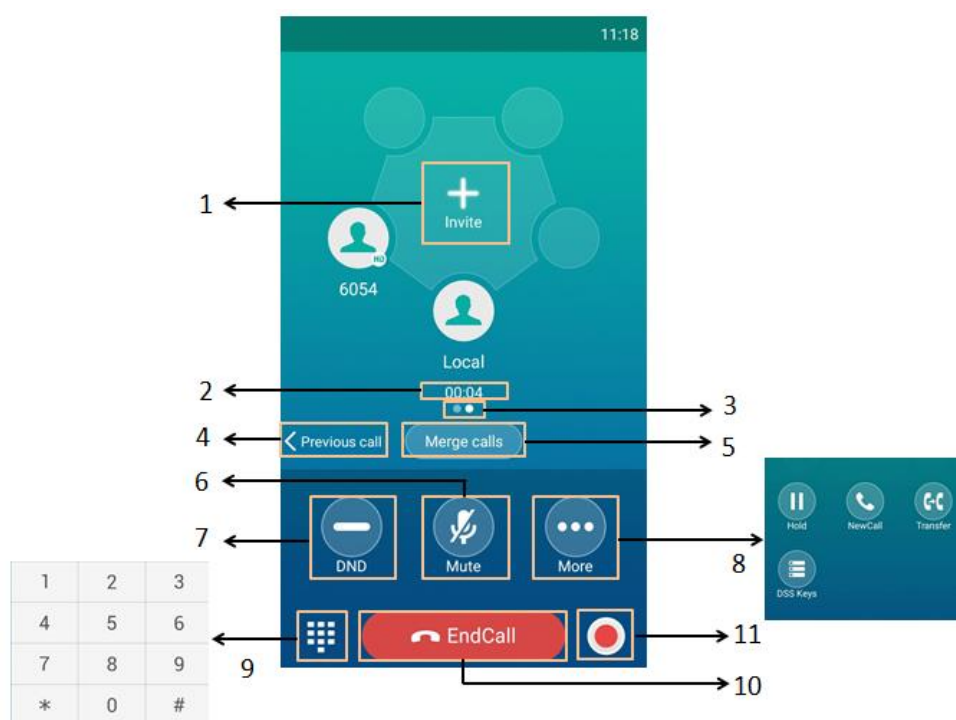 11:18
1
Invite
HD
6054
Local
2
00:04
3
4
Previous call
Merge calls
5
6
7
DND
Mute
More
8
Hold
NewCall
Transfer
DSS Keys
1 2 3
4 5 6
7 8 9
* 0 #
9
EndCall
11
10